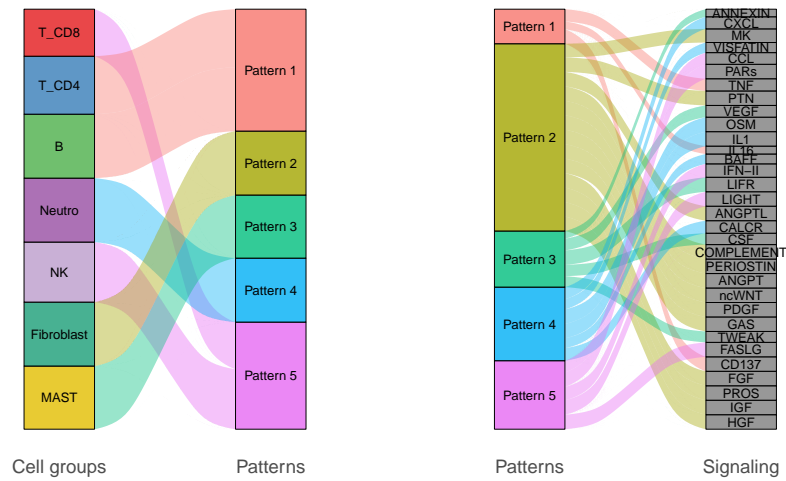 T_CD8
T_CD4
B
Neutro
NK
Fibroblast
MAST
Pattern 1
Pattern 2
Pattern 3
Pattern 4
Pattern 5
Cell groups
Patterns
Pattern 1
Pattern 2
Pattern 3
Pattern 4
Pattern 5
ANNEXIN
CXCL
MK
VISFATIN
CCL
PARs
TNF
PTN
VEGF
OSM
IL1
IL16
BAFF
IFN−II
LIFR
LIGHT
ANGPTL
CALCR
CSF
COMPLEMENT
PERIOSTIN
ANGPT
ncWNT
PDGF
GAS
TWEAK
FASLG
CD137
FGF
PROS
IGF
HGF
Patterns
Signaling